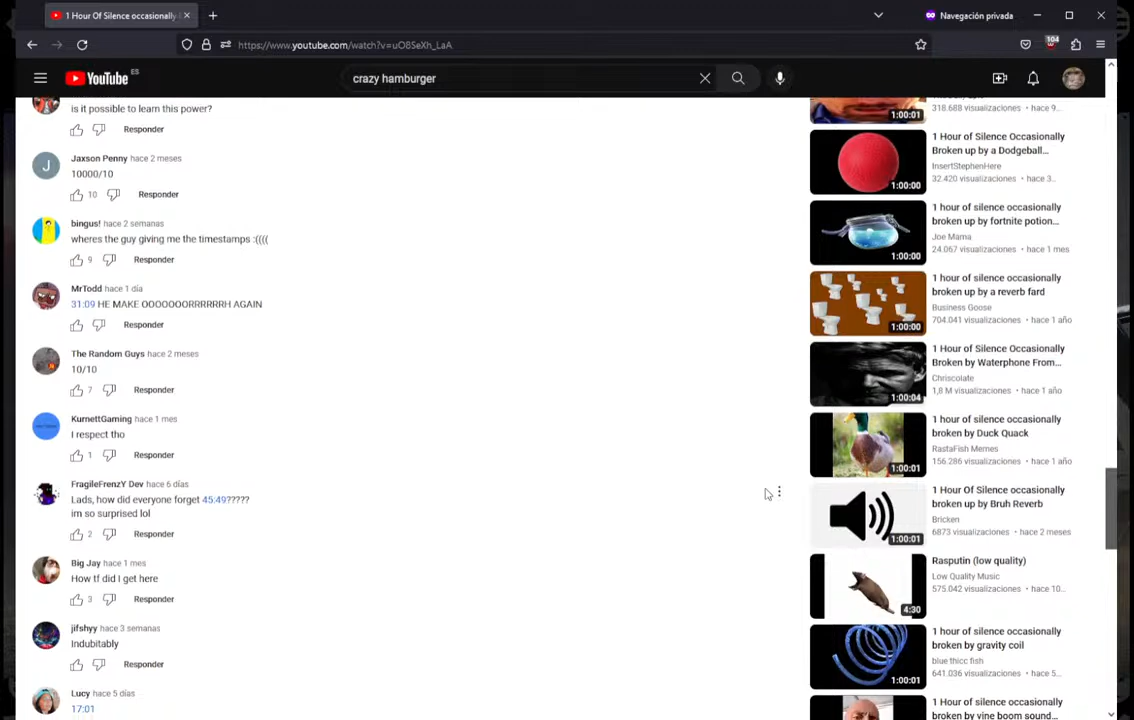 1 Hour Of Silence occasionally
Navegación privada
https://www.youtube.com/watch?v=uO8SeXh_LaA
104
YouTube ES
crazy hamburger
is it possible to learn this power?
Responder
Jaxson Penny hace 2 meses
10000/10
10 Responder
bingus! hace 2 semanas
wheres the guy giving me the timestamps :((((
9 Responder
MrTodd hace 1 día
31:09 HE MAKE OOOOOOORRRRRRH AGAIN
Responder
The Random Guys hace 2 meses
10/10
7 Responder
KurnettGaming hace 1 mes
I respect tho
1 Responder
FragileFrenzY Dev hace 6 días
Lads, how did everyone forget 45:49?????
im so surprised lol
2 Responder
Big Jay hace 1 mes
How tf did I get here
3 Responder
jifshyy hace 3 semanas
Indubitably
Responder
Lucy hace 5 días
17:01
318.688 visualizaciones • hace 9...
1:00:01
1 Hour of Silence Occasionally
Broken up by a Dodgeball...
InsertStephenHere
32.420 visualizaciones • hace 3...
1:00:00
1 hour of silence occasionally
broken up by fortnite potion...
Joe Mama
24.067 visualizaciones • hace 1 mes
1:00:00
1 hour of silence occasionally
broken up by a reverb fard
Business Goose
704.041 visualizaciones • hace 1 año
1:00:00
1 Hour of Silence Occasionally
Broken by Waterphone From...
Chriscolate
1,8 M visualizaciones • hace 1 año
1:00:04
1 hour of silence occasionally
broken by Duck Quack
RastaFish Memes
156.286 visualizaciones • hace 1 año
1:00:01
1 Hour Of Silence occasionally
broken up by Bruh Reverb
Bricken
6873 visualizaciones • hace 2 meses
1:00:01
Rasputin (low quality)
Low Quality Music
575.042 visualizaciones • hace 10...
4:30
1 hour of silence occasionally
broken by gravity coil
blue thicc fish
641.036 visualizaciones • hace 5...
1:00:01
1 Hour of silence occasionally
broken by vine boom sound...